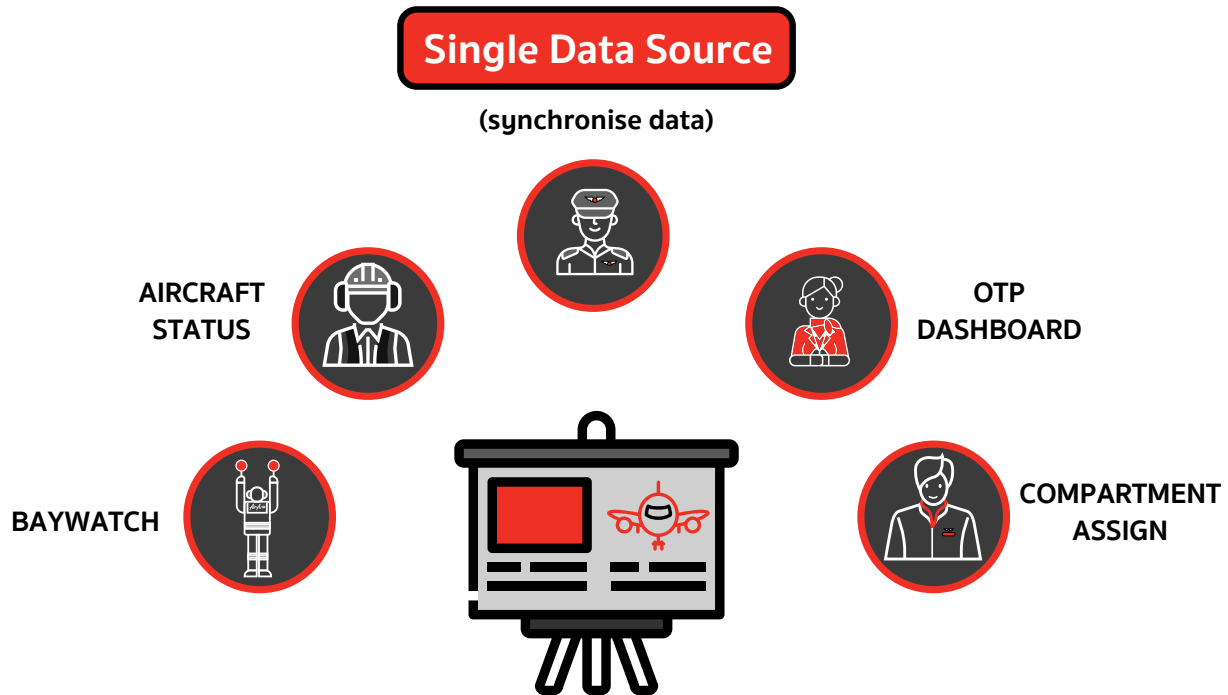 Single Data Source
(synchronise data)
AIRCRAFT
STATUS
OTP
DASHBOARD
BAYWATCH
COMPARTMENT
ASSIGN